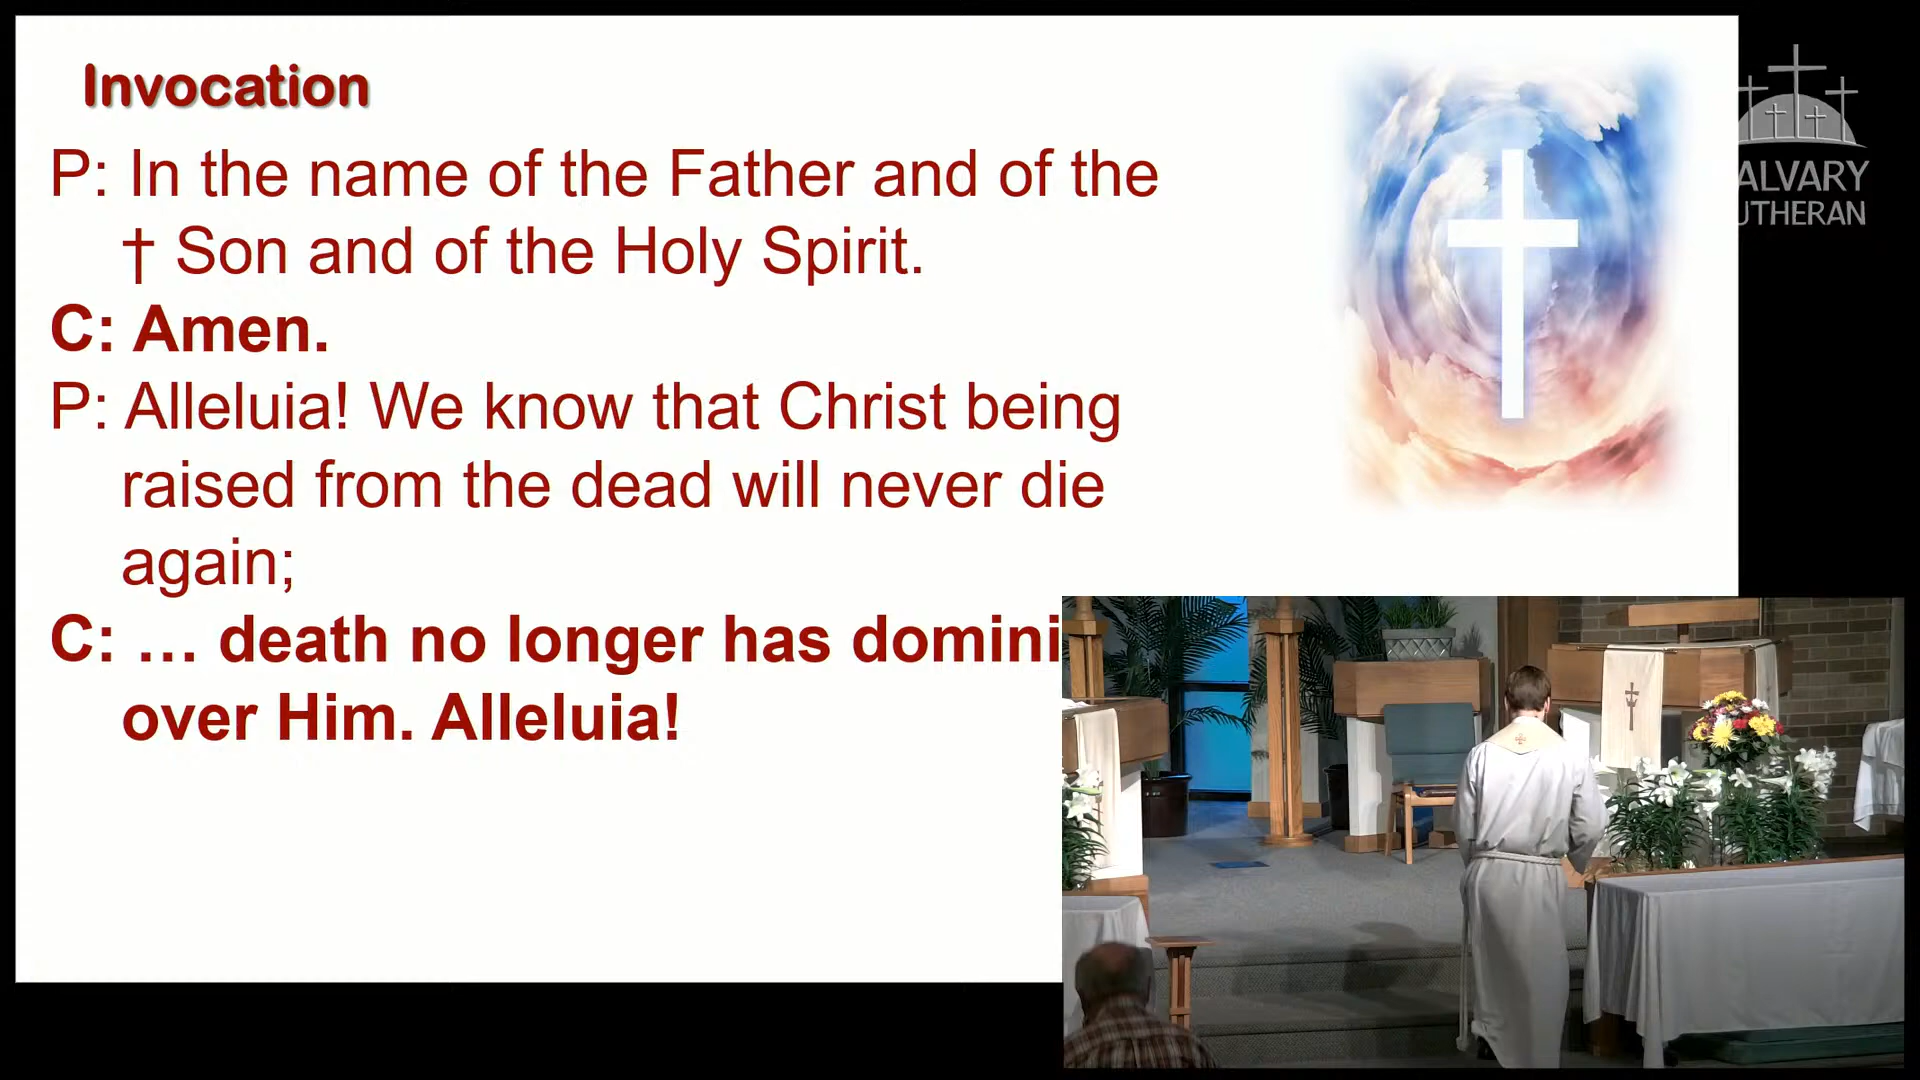 Invocation
P: In the name of the Father and of the
† Son and of the Holy Spirit.
C: Amen.
P: Alleluia! We know that Christ being
raised from the dead will never die
again;
C: … death no longer has domini
over Him. Alleluia!
ALVARY
UTHERAN